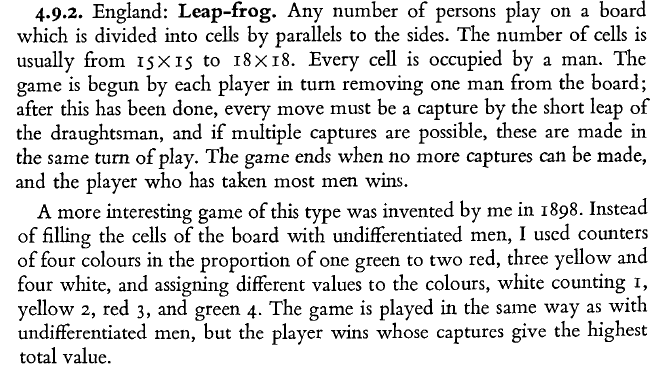 4.9.2. England: Leap-frog. Any number of persons play on a board
which is divided into cells by parallels to the sides. The number of cells is
usually from 15×15 to 18×18. Every cell is occupied by a man. The
game is begun by each player in turn removing one man from the board;
after this has been done, every move must be a capture by the short leap of
the draughtsman, and if multiple captures are possible, these are made in
the same turn of play. The game ends when no more captures can be made,
and the player who has taken most men wins.
A more interesting game of this type was invented by me in 1898. Instead
of filling the cells of the board with undifferentiated men, I used counters
of four colours in the proportion of one green to two red, three yellow and
four white, and assigning different values to the colours, white counting 1,
yellow 2, red 3, and green 4. The game is played in the same way as with
undifferentiated men, but the player wins whose captures give the highest
total value.